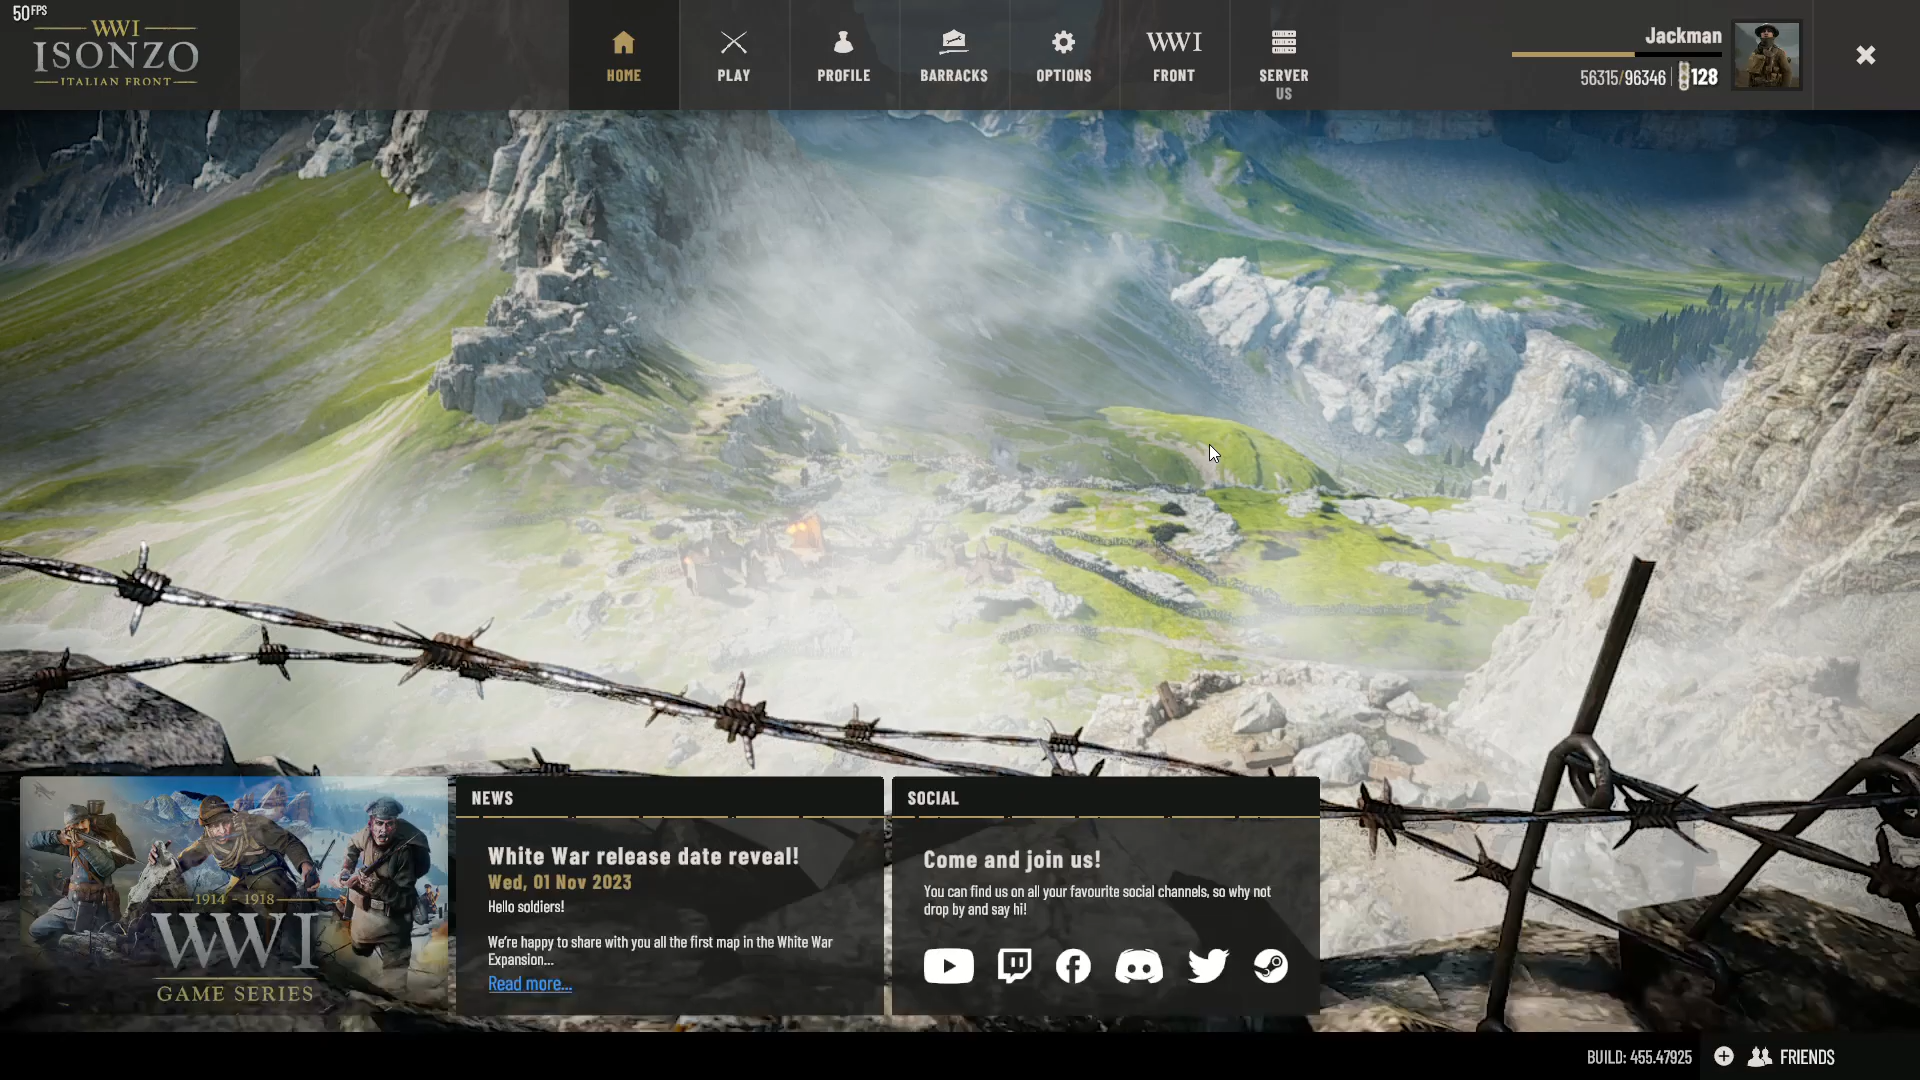 50FPS
WWI
ISONZO
ITALIAN FRONT
HOME
PLAY
PROFILE
BARRACKS
OPTIONS
WWI
FRONT
SERVER
US
Jackman
56315/96346 | 128
1914 - 1918
WWI
GAME SERIES
NEWS
White War release date reveal!
Wed, 01 Nov 2023
Hello soldiers!
We're happy to share with you all the first map in the White War
Expansion...
Read more...
SOCIAL
Come and join us!
You can find us on all your favourite social channels, so why not
drop by and say hi!
BUILD: 455.47925
FRIENDS